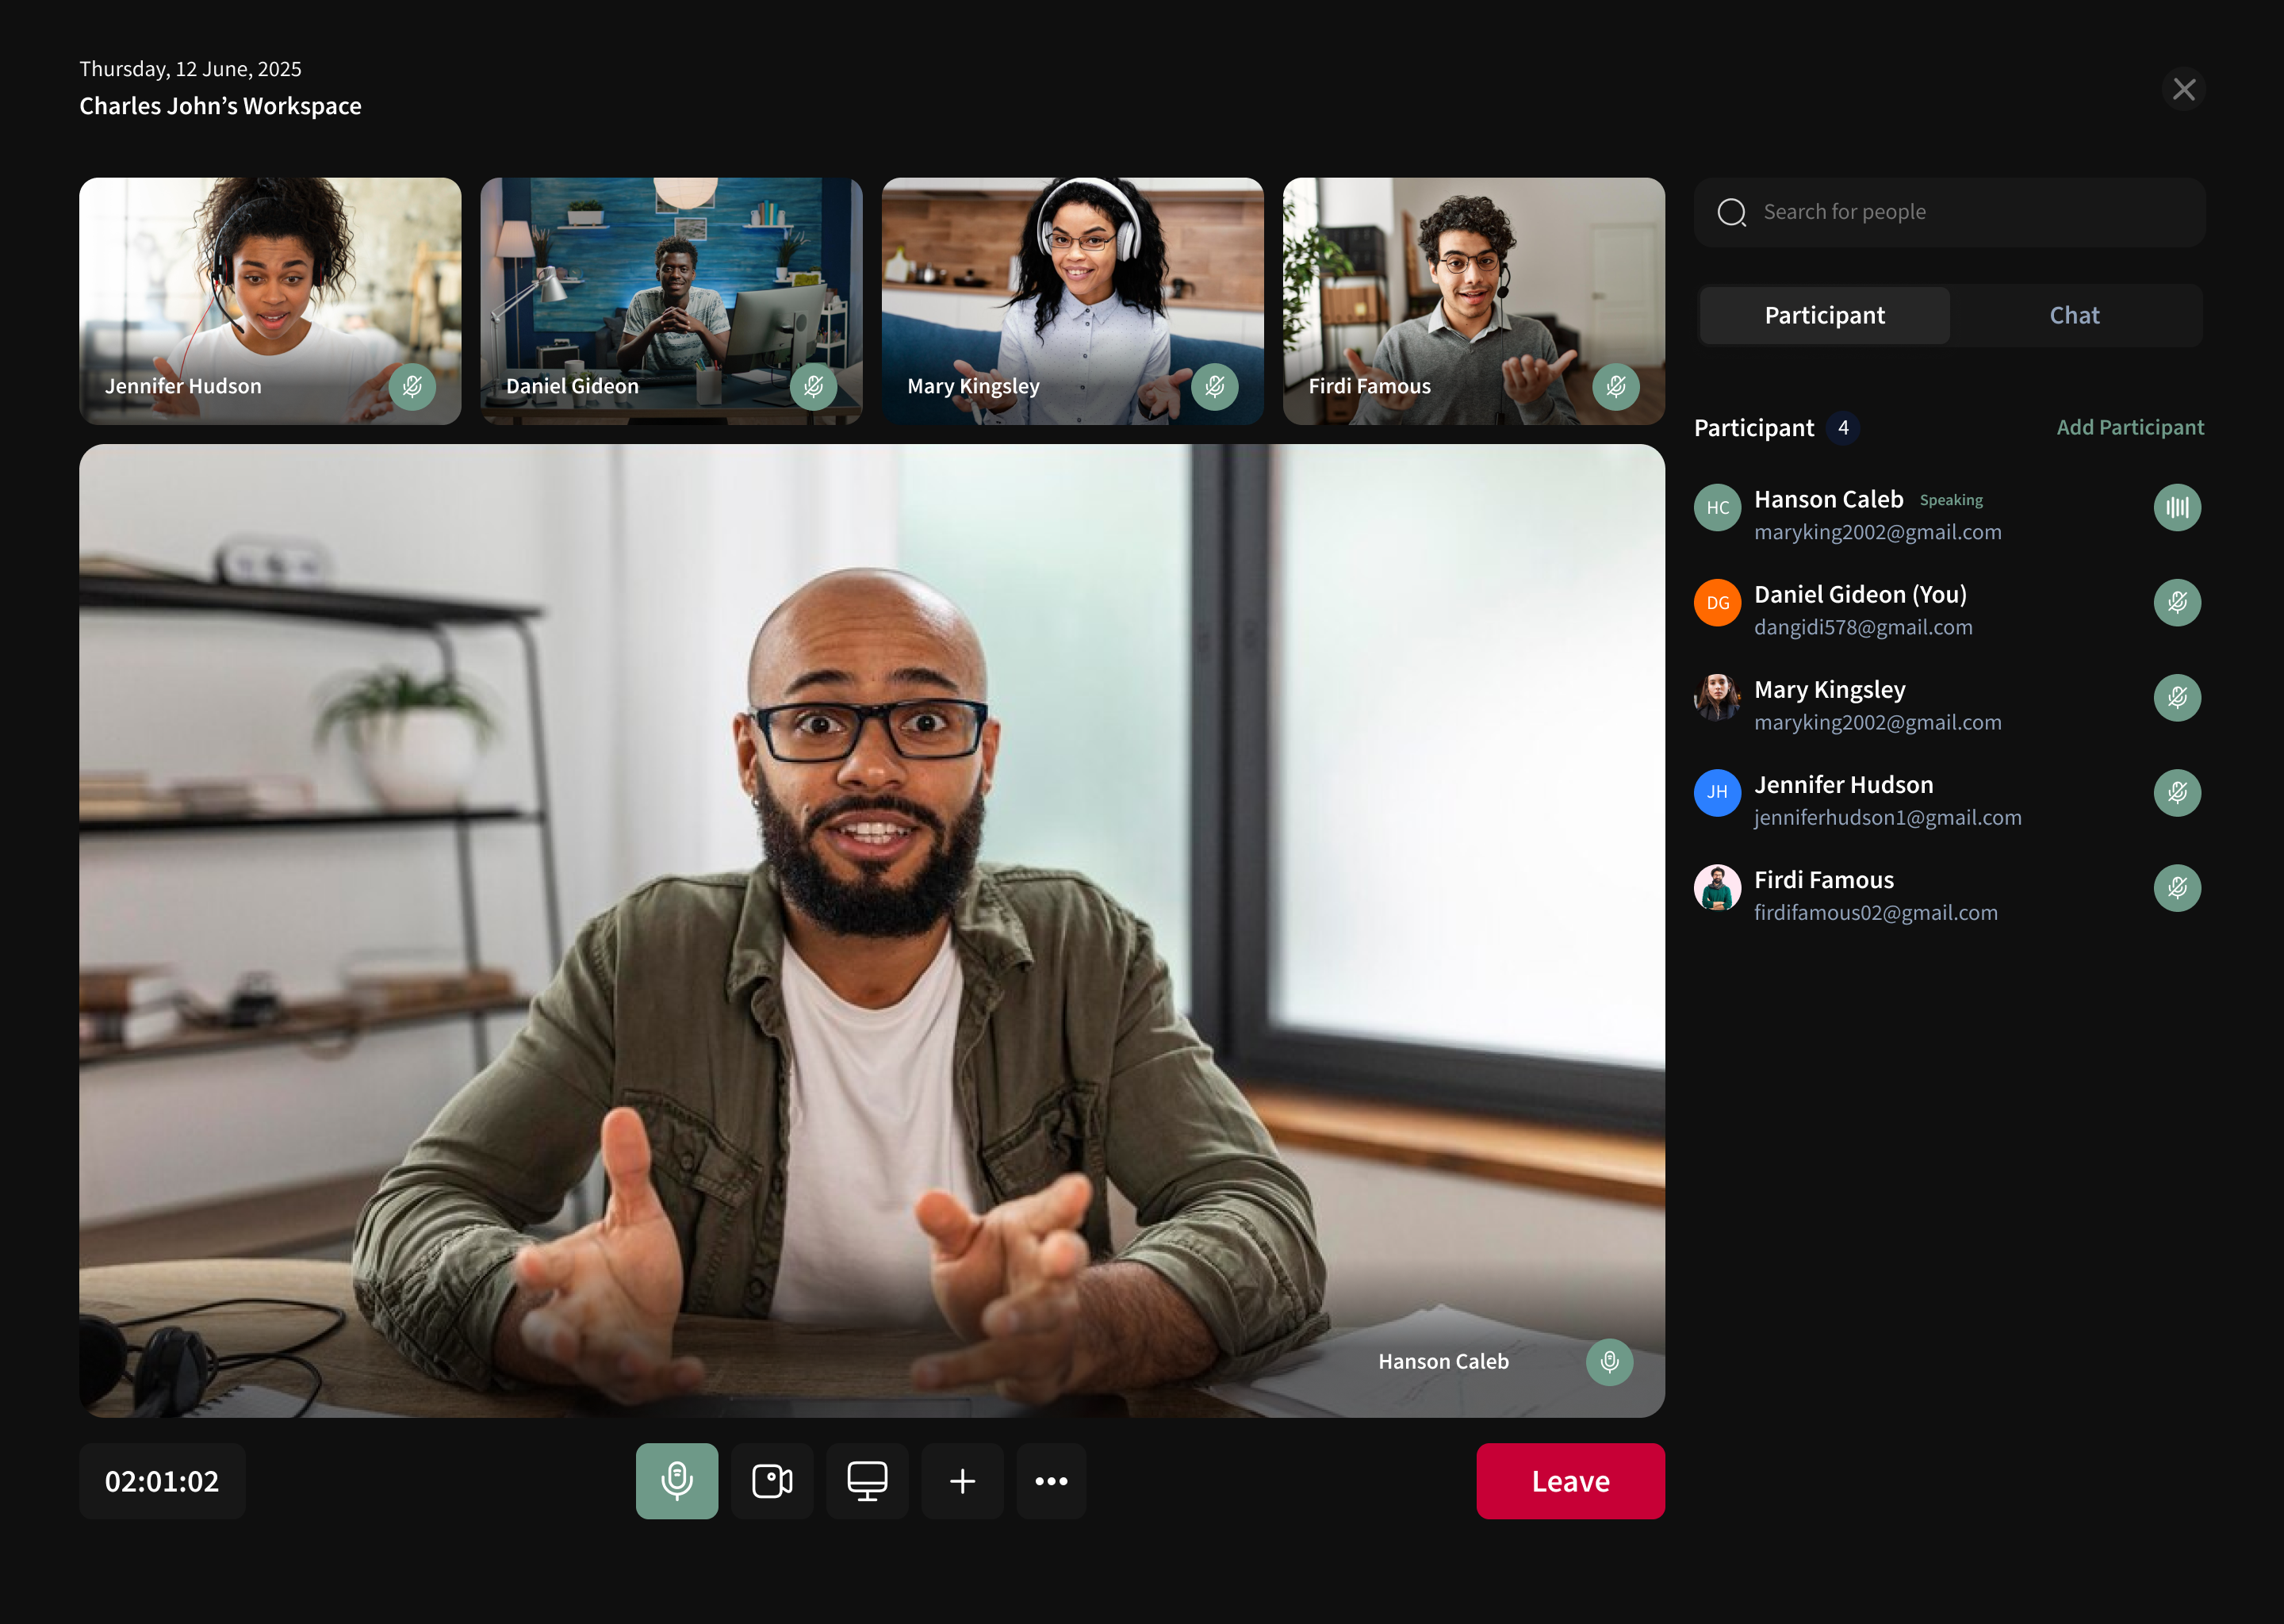 Thursday, 12 June, 2025
Charles John’s Workspace
Jennifer Hudson
Daniel Gideon
Mary Kingsley
Firdi Famous
Hanson Caleb
02:01:02
Leave
Search for people
Participant Chat
Participant 4 Add Participant
HC Hanson Caleb Speaking
maryking2002@gmail.com
DG Daniel Gideon (You)
dangidi578@gmail.com
Mary Kingsley
maryking2002@gmail.com
JH Jennifer Hudson
jenniferhudson1@gmail.com
Firdi Famous
firdifamous02@gmail.com